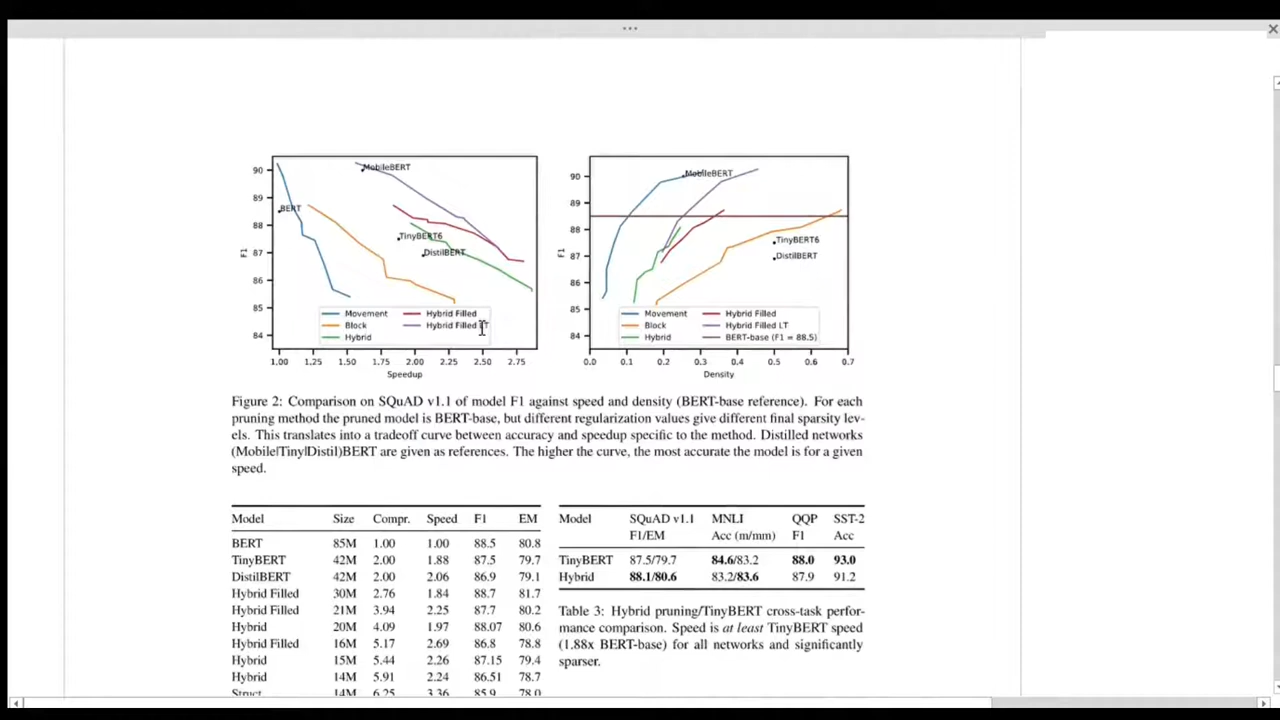 90
89
88
87
86
85
84
F1
MobileBERT
BERT
TinyBERT6
DistilBERT
Movement
Block
Hybrid
Hybrid Filled
Hybrid Filled LT
1.00 1.25 1.50 1.75 2.00 2.25 2.50 2.75
Speedup
90
89
88
87
86
85
84
F1
MobileBERT
TinyBERT6
DistilBERT
Movement
Block
Hybrid
Hybrid Filled
Hybrid Filled LT
BERT-base (F1 = 88.5)
0.0 0.1 0.2 0.3 0.4 0.5 0.6 0.7
Density
Figure 2: Comparison on SQuAD v1.1 of model F1 against speed and density (BERT-base reference). For each
pruning method the pruned model is BERT-base, but different regularization values give different final sparsity lev-
els. This translates into a tradeoff curve between accuracy and speedup specific to the method. Distilled networks
(Mobile|Tiny|Distil)BERT are given as references. The higher the curve, the most accurate the model is for a given
speed.
Model Size Compr. Speed F1 EM
BERT 85M 1.00 1.00 88.5 80.8
TinyBERT 42M 2.00 1.88 87.5 79.7
DistilBERT 42M 2.00 2.06 86.9 79.1
Hybrid Filled 30M 2.76 1.84 88.7 81.7
Hybrid Filled 21M 3.94 2.25 87.7 80.2
Hybrid 20M 4.09 1.97 88.07 80.6
Hybrid Filled 16M 5.17 2.69 86.8 78.8
Hybrid 15M 5.44 2.26 87.15 79.4
Hybrid 14M 5.91 2.24 86.51 78.7
Struct 14M 6.25 3.36 85.9 78.0
Model SQuAD v1.1 MNLI QQP SST-2
F1/EM Acc (m/mm) F1 Acc
TinyBERT 87.5/79.7 84.6/83.2 88.0 93.0
Hybrid 88.1/80.6 83.2/83.6 87.9 91.2
Table 3: Hybrid pruning/TinyBERT cross-task perfor-
mance comparison. Speed is at least TinyBERT speed
(1.88x BERT-base) for all networks and significantly
sparser.